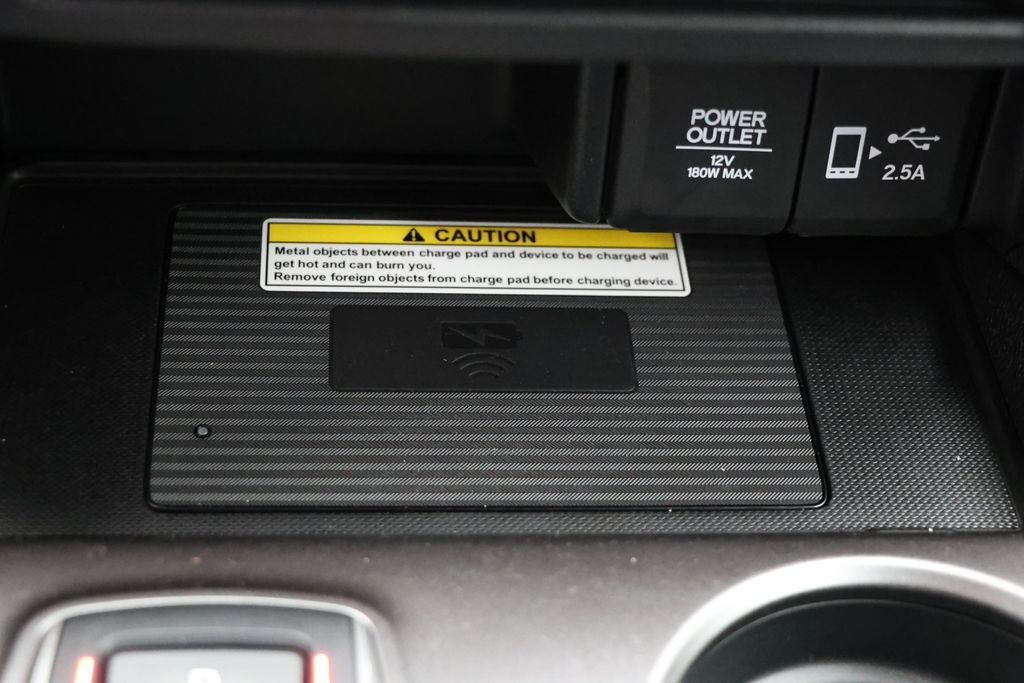 POWER
OUTLET
12V
180W MAX
2.5A
CAUTION
Metal objects between charge pad and device to be charged will
get hot and can burn you.
Remove foreign objects from charge pad before charging device.